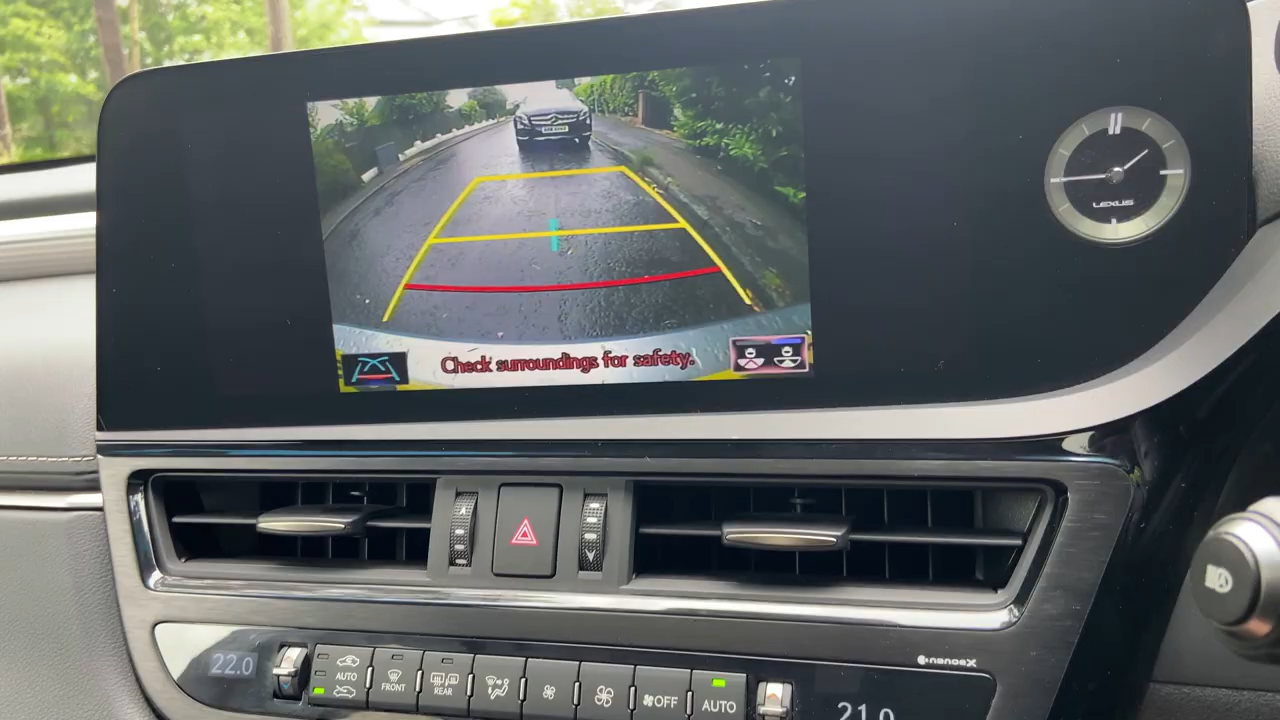 LEXUS
Check surroundings for safety.
nanoeX
22.0
AUTO
FRONT
REAR
OFF
AUTO
21.0